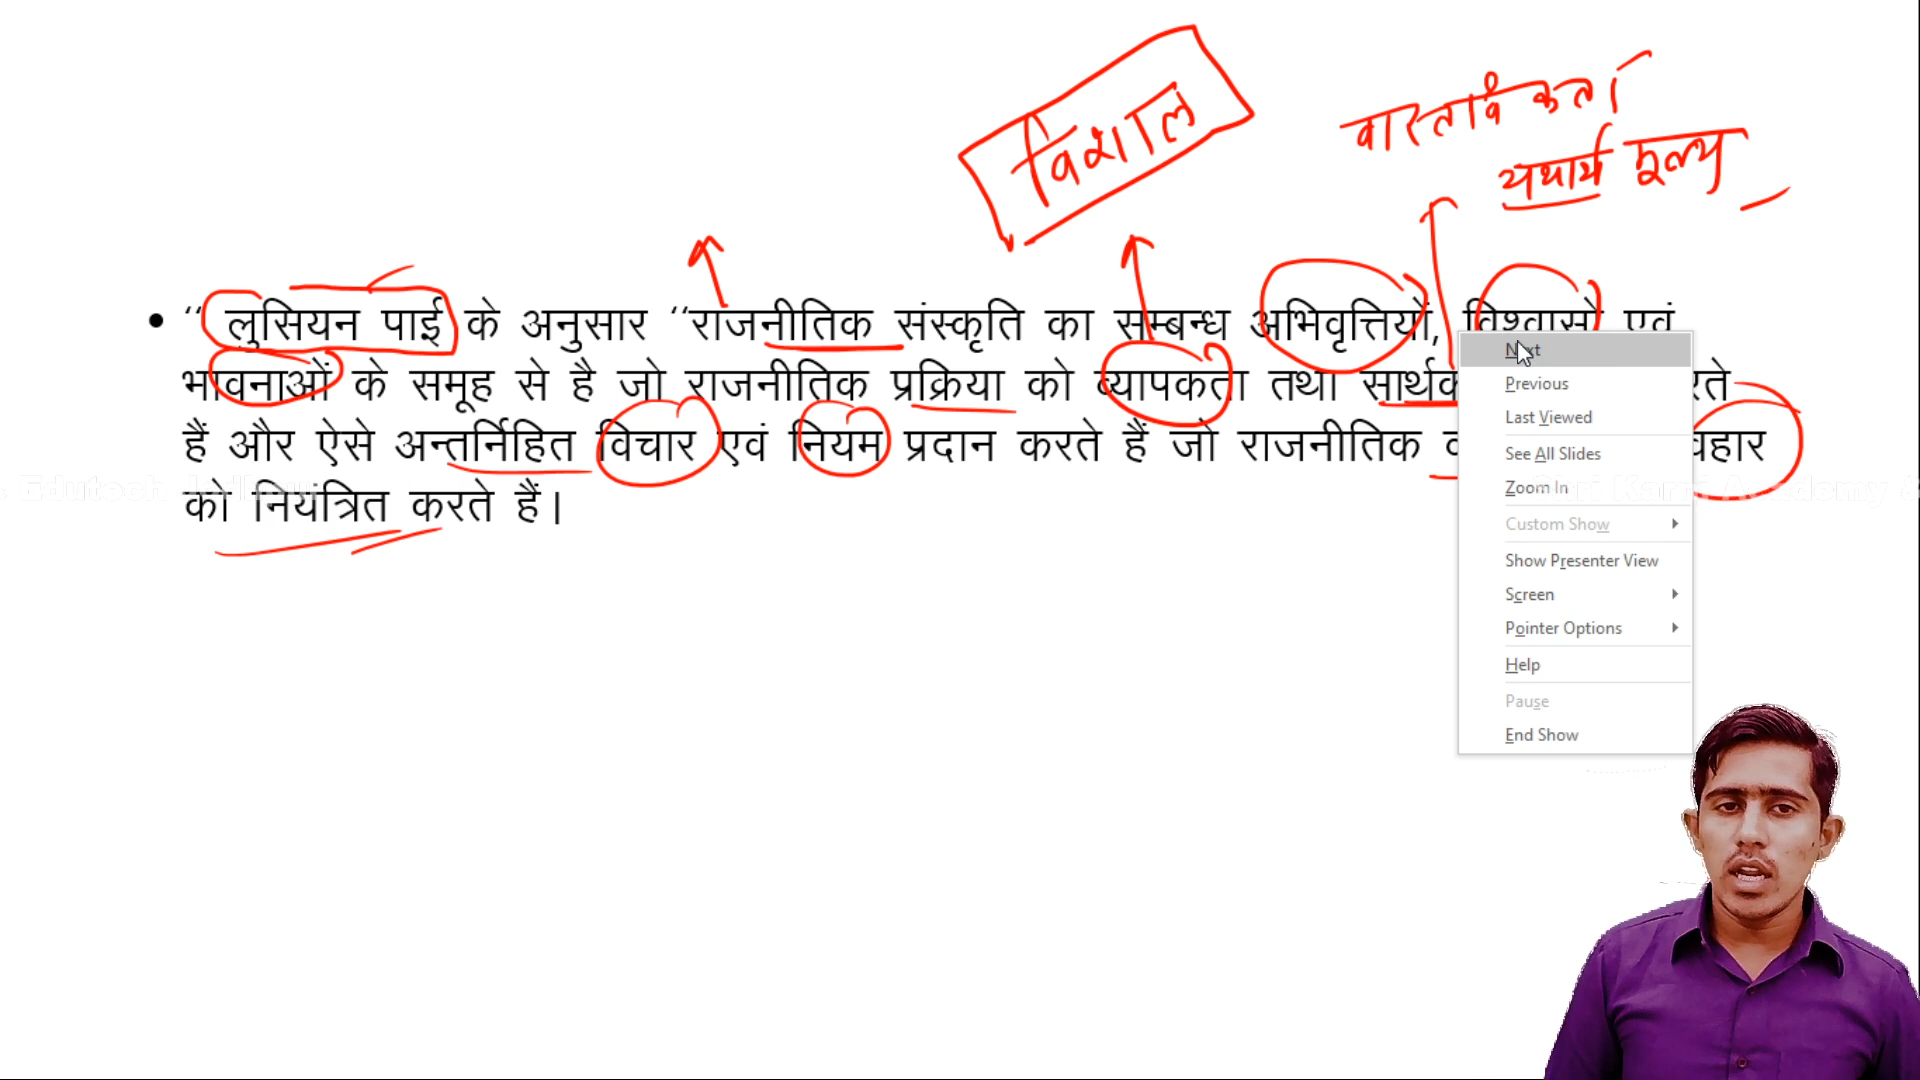 विशाल
वास्तविकता
यथार्थ मूल्य
• “ लुसियन पाई के अनुसार “राजनीतिक संस्कृति का सम्बन्ध अभिवृत्तियों, विश्वासों एवं
भावनाओं के समूह से है जो राजनीतिक प्रक्रिया को व्यापकता तथा
हैं और ऐसे अन्तर्निहित विचार एवं नियम प्रदान करते हैं जो राजनीतिक
को नियंत्रित करते हैं।
Next
Previous
Last Viewed
See All Slides
Zoom In
Custom Show
Show Presenter View
Screen
Pointer Options
Help
Pause
End Show